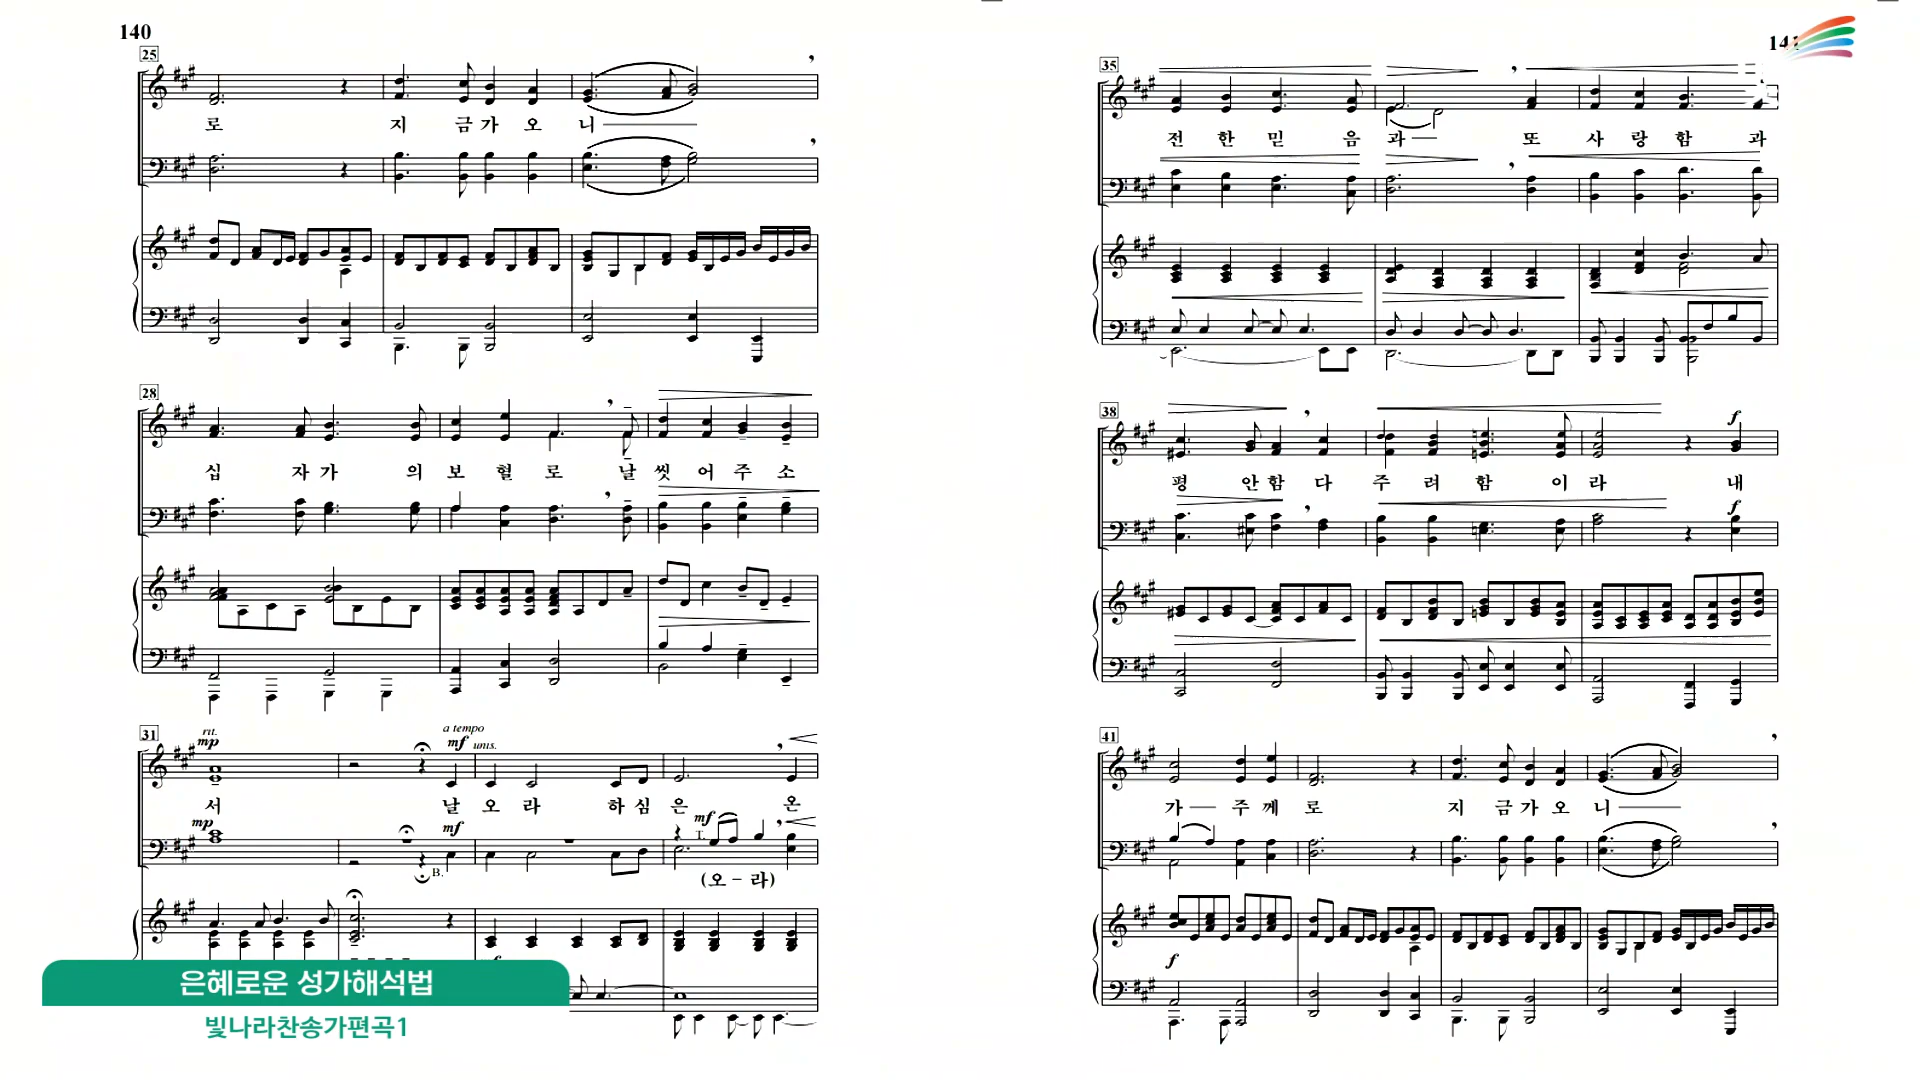 140
25
로 지 금 가 오 니
28
십 자 가 의 보 혈 로 날 씻 어 주 소
31
rit.
mp
a tempo
mf unis.
서 날 오 라 하 심 은 온
mp
mf
mf
T.
B.
(오 - 라)
은혜로운 성가해석법
빛나라찬송가편곡1
35
전 한 믿 음 과 또 사 랑 함 과
38
f
평 안 함 다 주 려 함 이 라 내
f
41
가 주 께 로 지 금 가 오 니
f